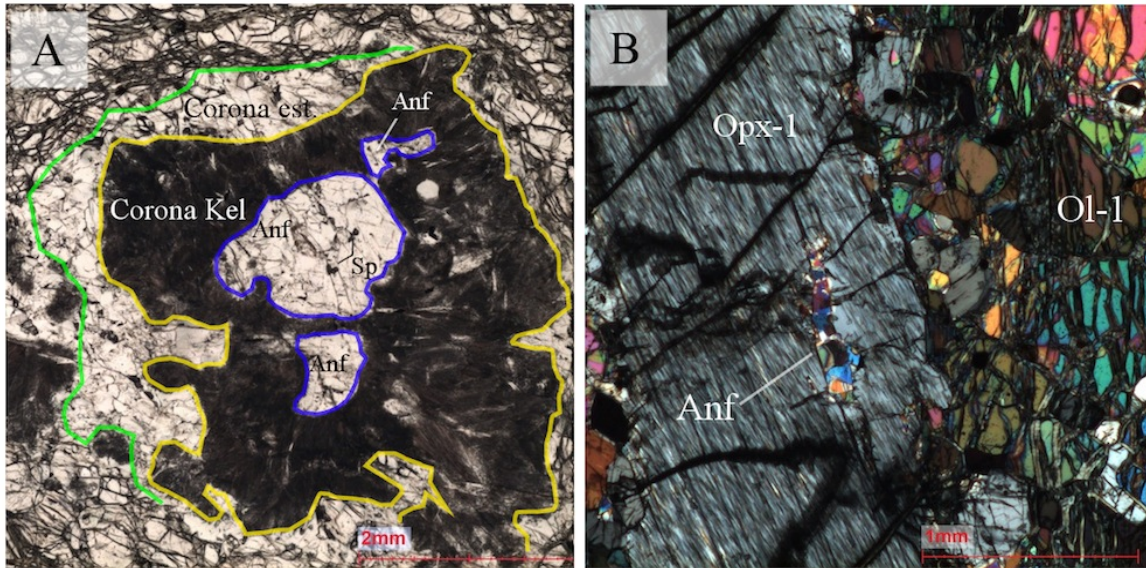 A
Corona est.
Anf
Corona Kel
Anf
Sp
Anf
2mm
B
Opx-1
Ol-1
Anf
1mm